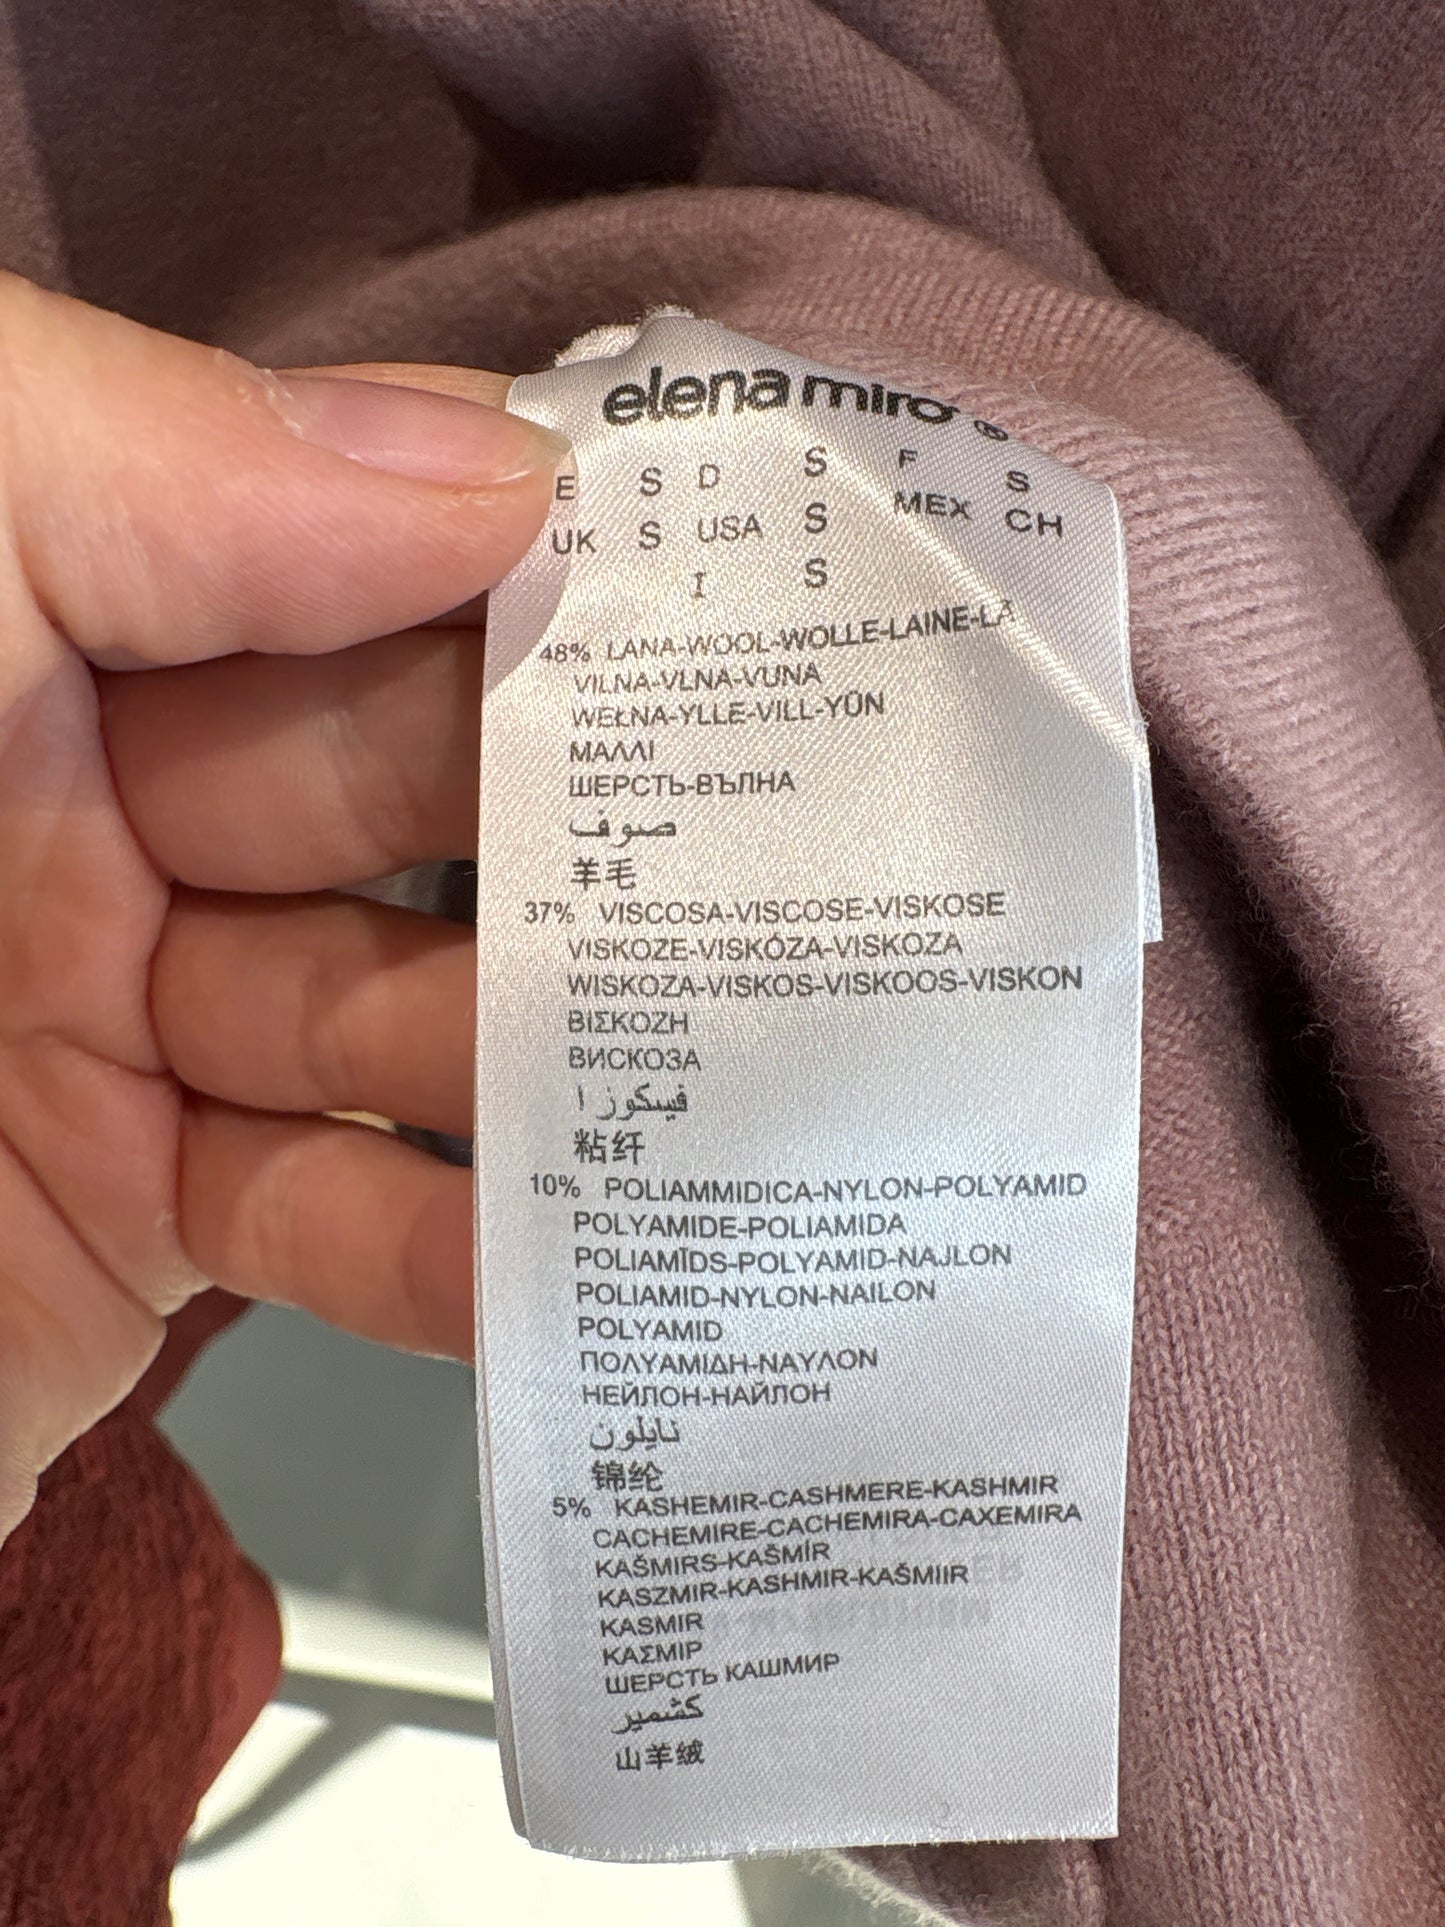 elena mirò ®
E S D S F S
UK S USA S MEX CH
I S
48% LANA-WOOL-WOLLE-LAINE-LÃ
VILNA-VLNA-VUNA
WEŁNA-YLLE-VILL-YÜN
ΜΑΛΛΙ
ШЕРСТЬ-ВЪЛНА
صوف
羊毛
37% VISCOSA-VISCOSE-VISKOSE
VISKOZE-VISKÓZA-VISKOZA
WISKOZA-VISKOS-VISKOOS-VISKON
ΒΙΣΚΟΖΗ
ВИСКОЗА
فيسكوز ا
粘纤
10% POLIAMMIDICA-NYLON-POLYAMID
POLYAMIDE-POLIAMIDA
POLIAMĪDS-POLYAMID-NAJLON
POLIAMID-NYLON-NAILON
POLYAMID
ΠΟΛΥΑΜΙΔΗ-ΝΑΥΛΟΝ
НЕЙЛОН-НАЙЛОН
نايلون
锦纶
5% KASHEMIR-CASHMERE-KASHMIR
CACHEMIRE-CACHEMIRA-CAXEMIRA
KAŠMIRS-KAŠMÍR
KASZMIR-KASHMIR-KAŠMIIR
KASMIR
ΚΑΣΜΙΡ
ШЕРСТЬ КАШМИР
كشمير
山羊绒